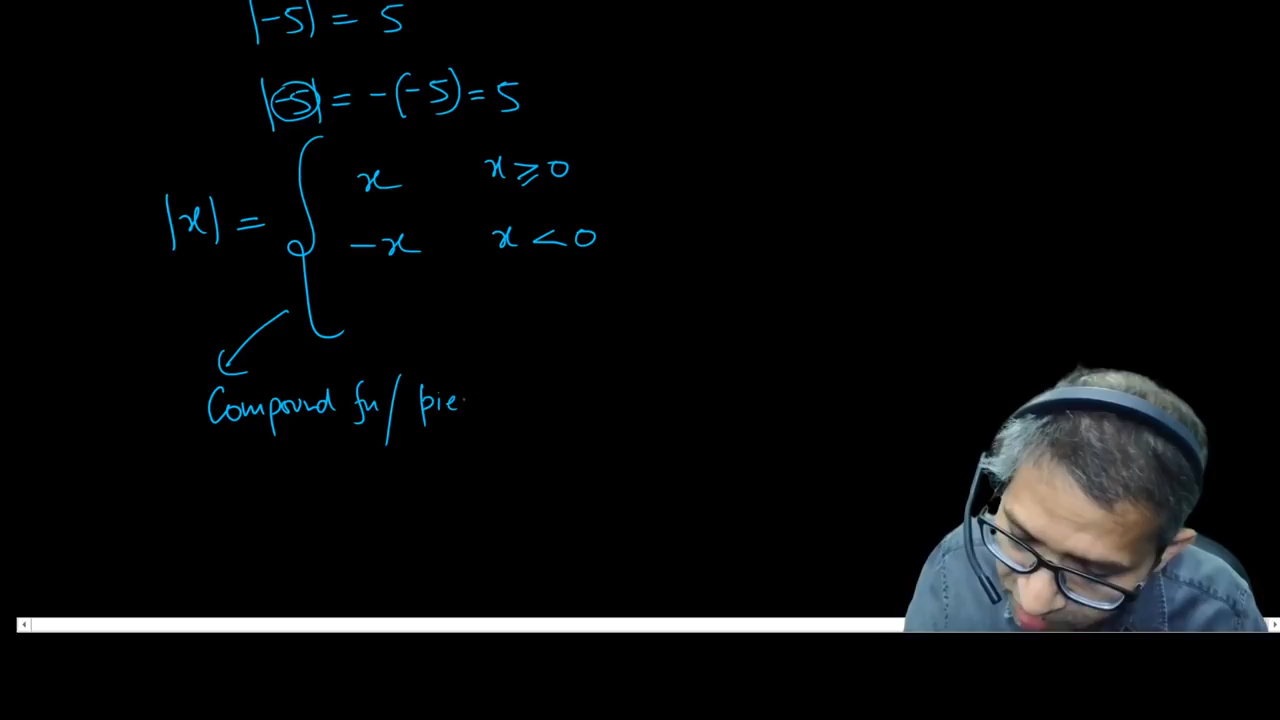 |-5| = 5
|-5| = -(-5) = 5
|x| = { x x ⩾ 0
-x x < 0
Compound fn / pie